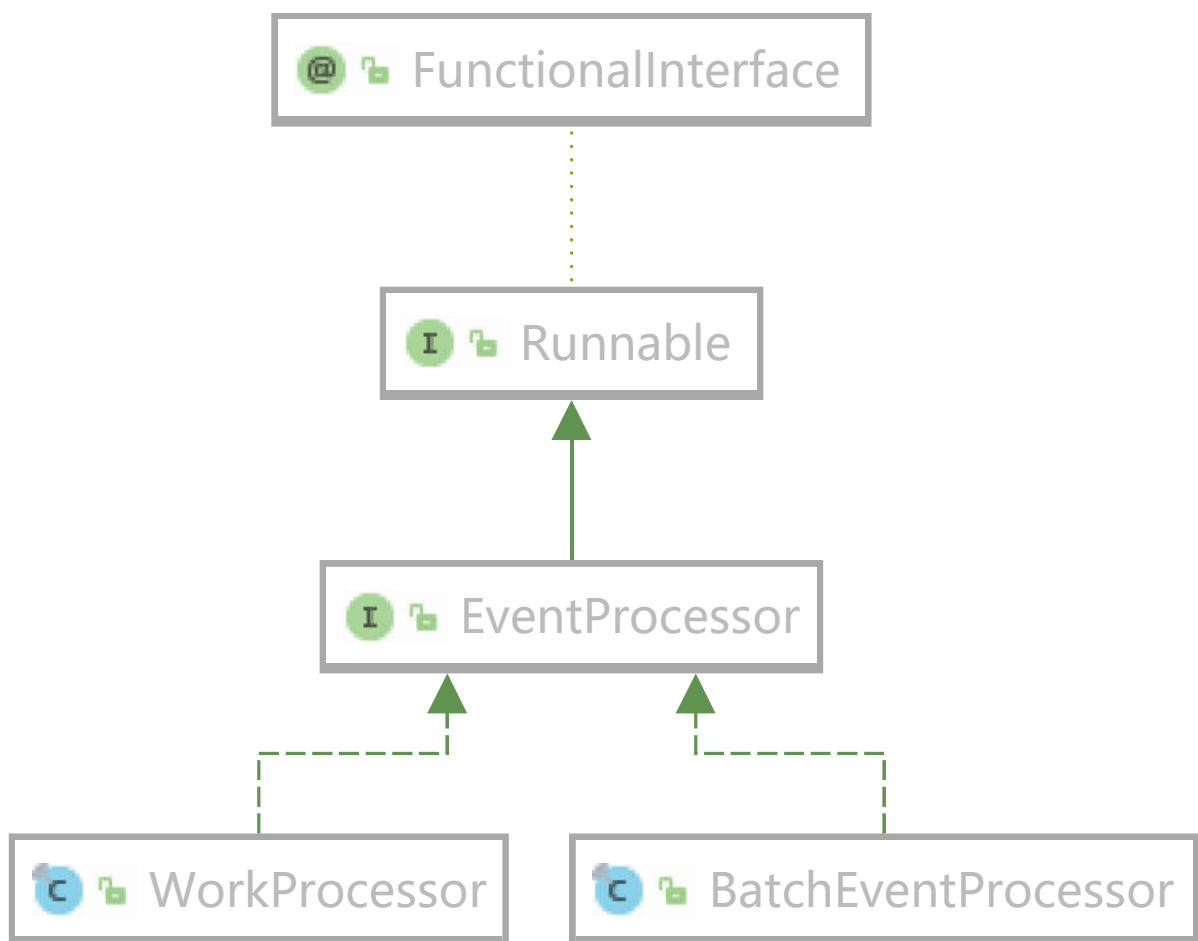 @ FunctionalInterface
I Runnable
I EventProcessor
C WorkProcessor
C BatchEventProcessor